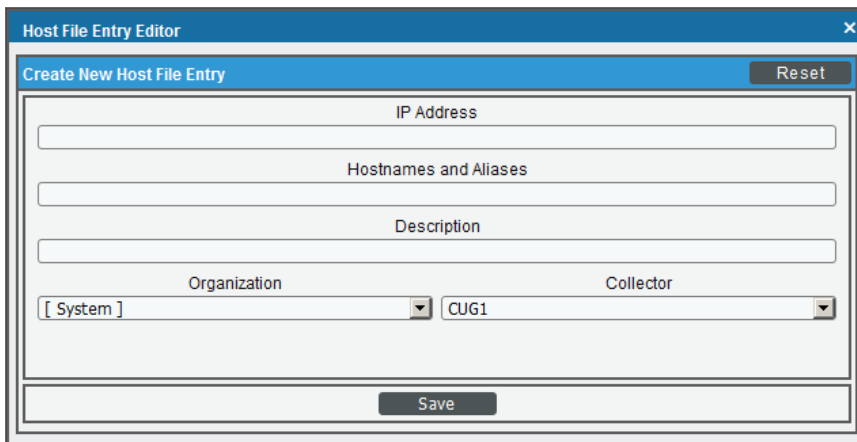 Host File Entry Editor
×
Create New Host File Entry
Reset
IP Address
Hostnames and Aliases
Description
Organization
Collector
[ System ]
CUG1
Save